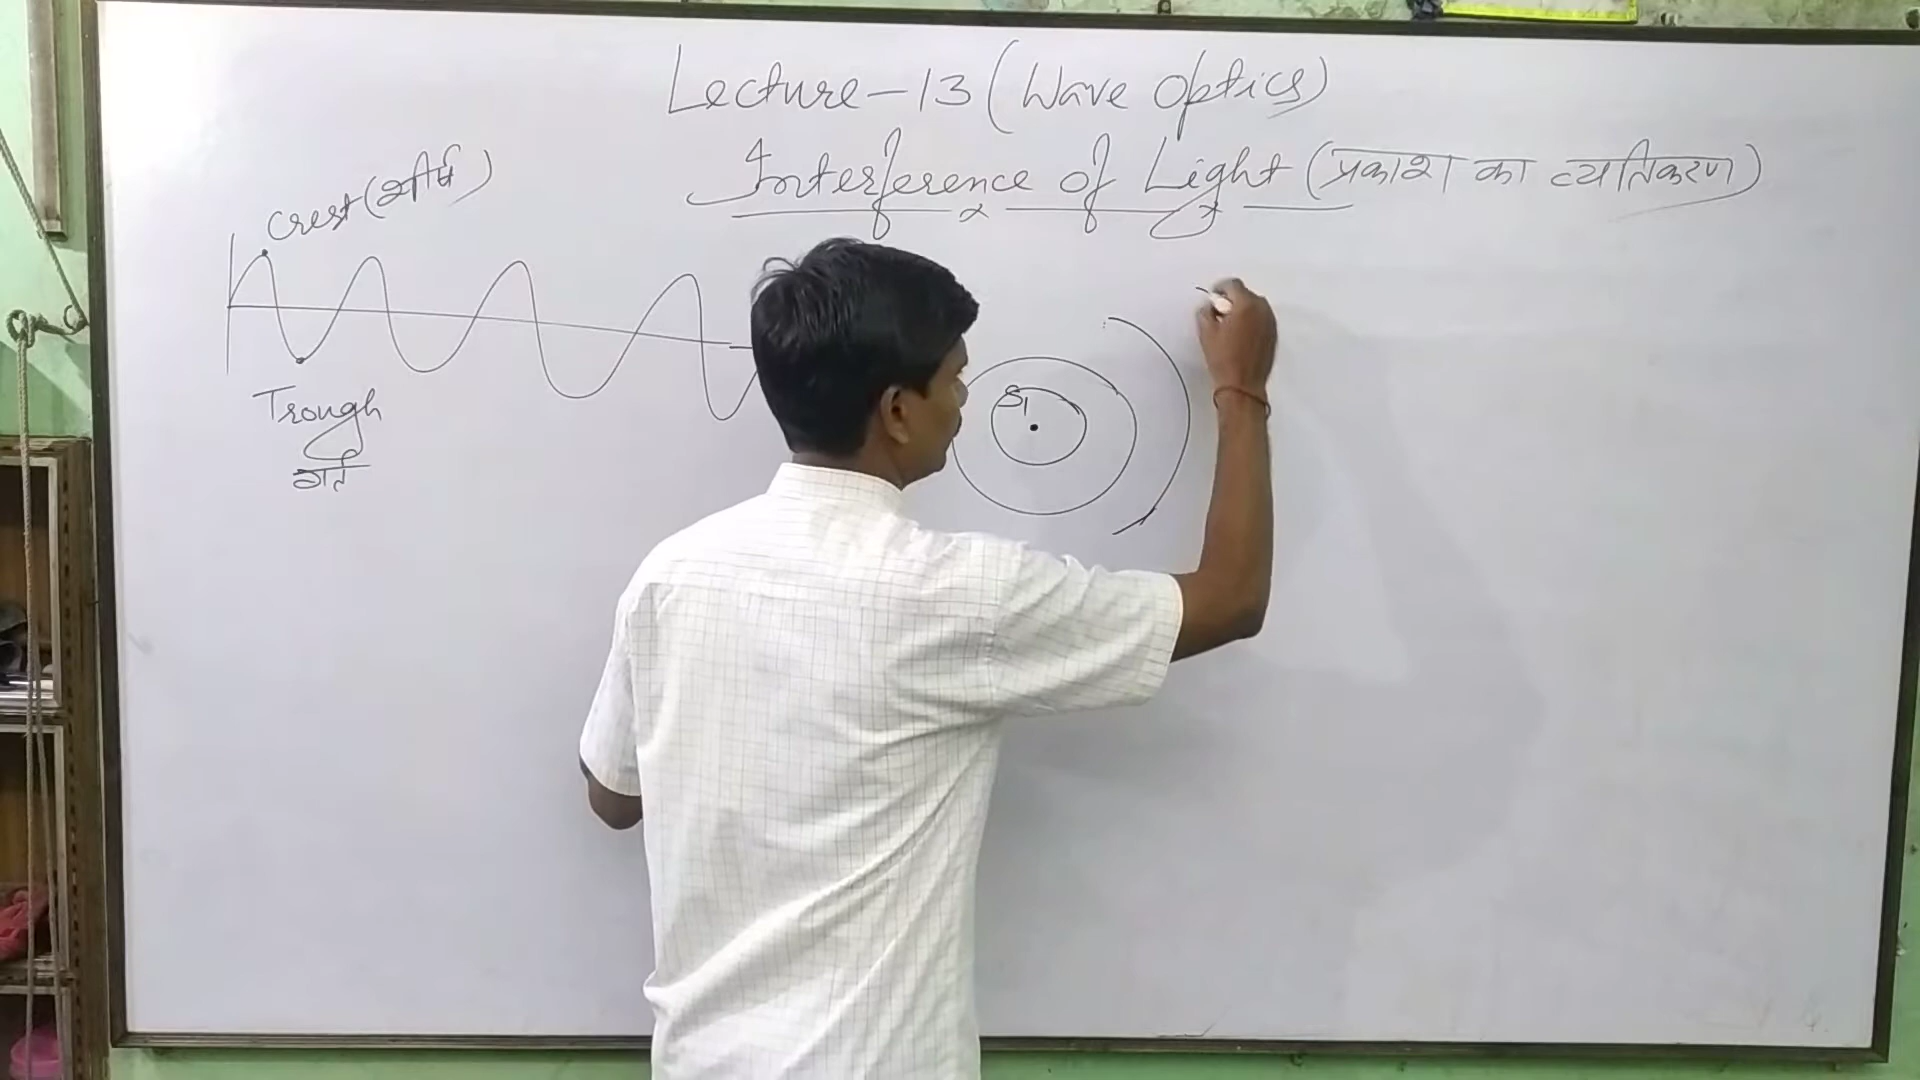 Lecture-13 (Wave Optics)
Interference of Light (प्रकाश का व्यतिकरण)
Crest (शीर्ष)
Trough
गर्त
S1